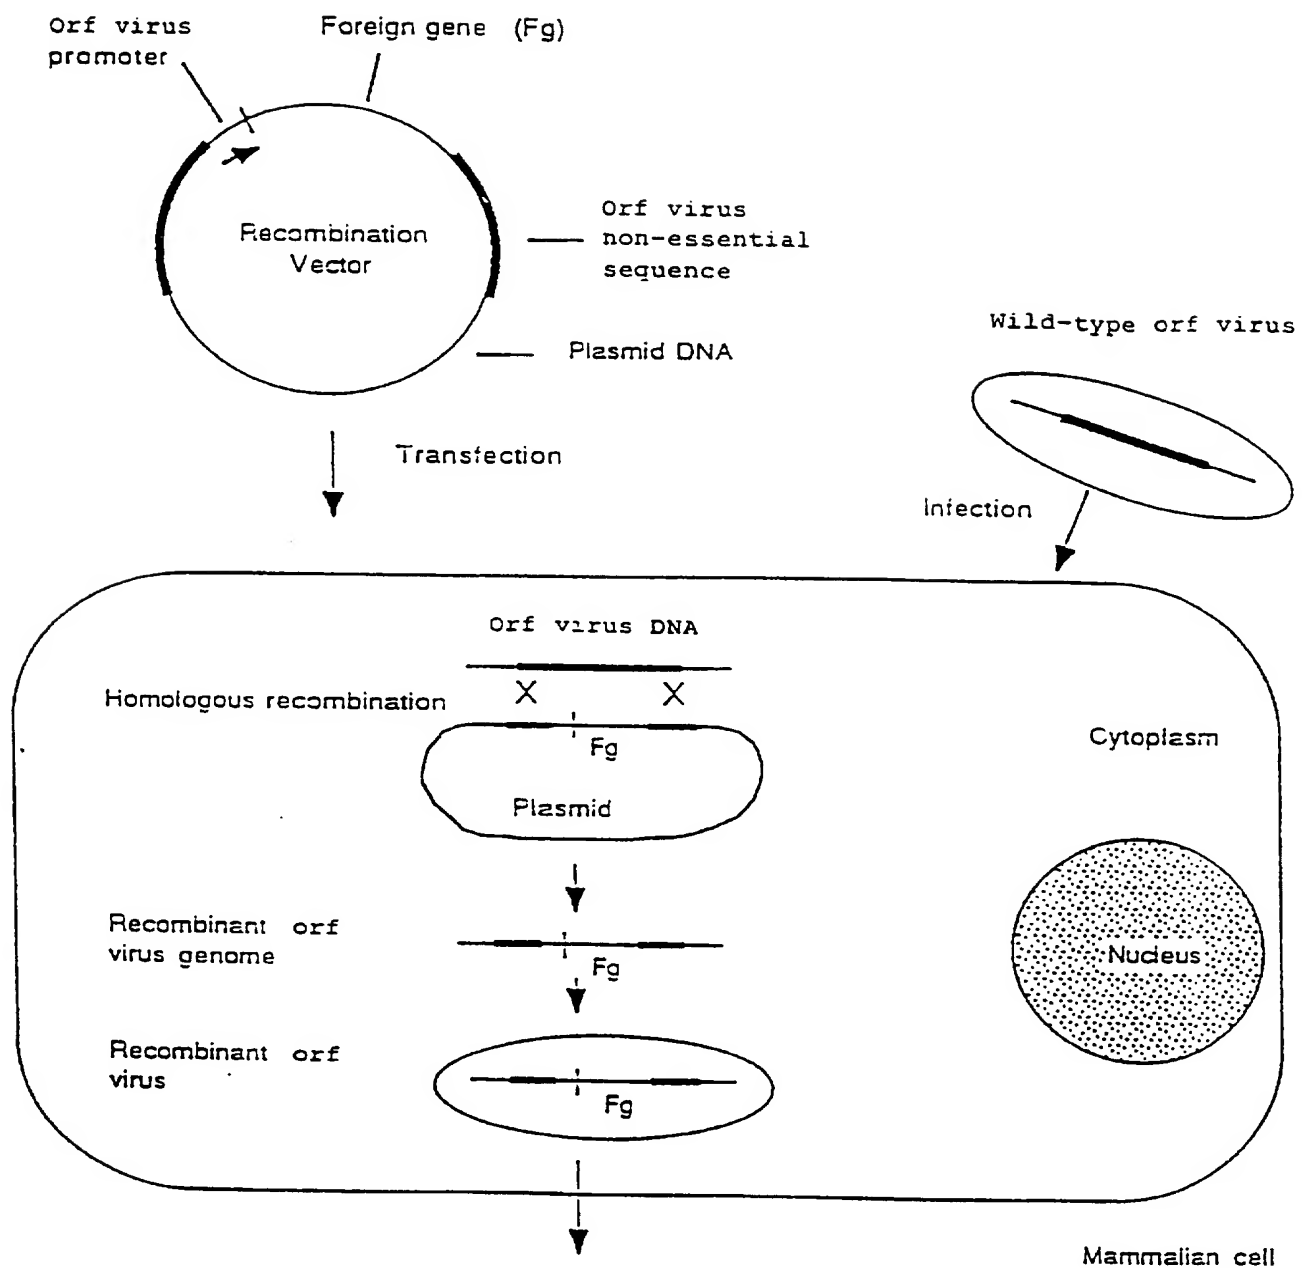 Orf virus
promoter
Foreign gene (Fg)
Recombination
Vector
Orf virus
non-essential
sequence
Plasmid DNA
Wild-type orf virus
Transfection
Infection
Orf virus DNA
Homologous recombination
Fg
Cytoplasm
Plasmid
Recombinant orf
virus genome
Fg
Nucleus
Recombinant orf
virus
Fg
Mammalian cell